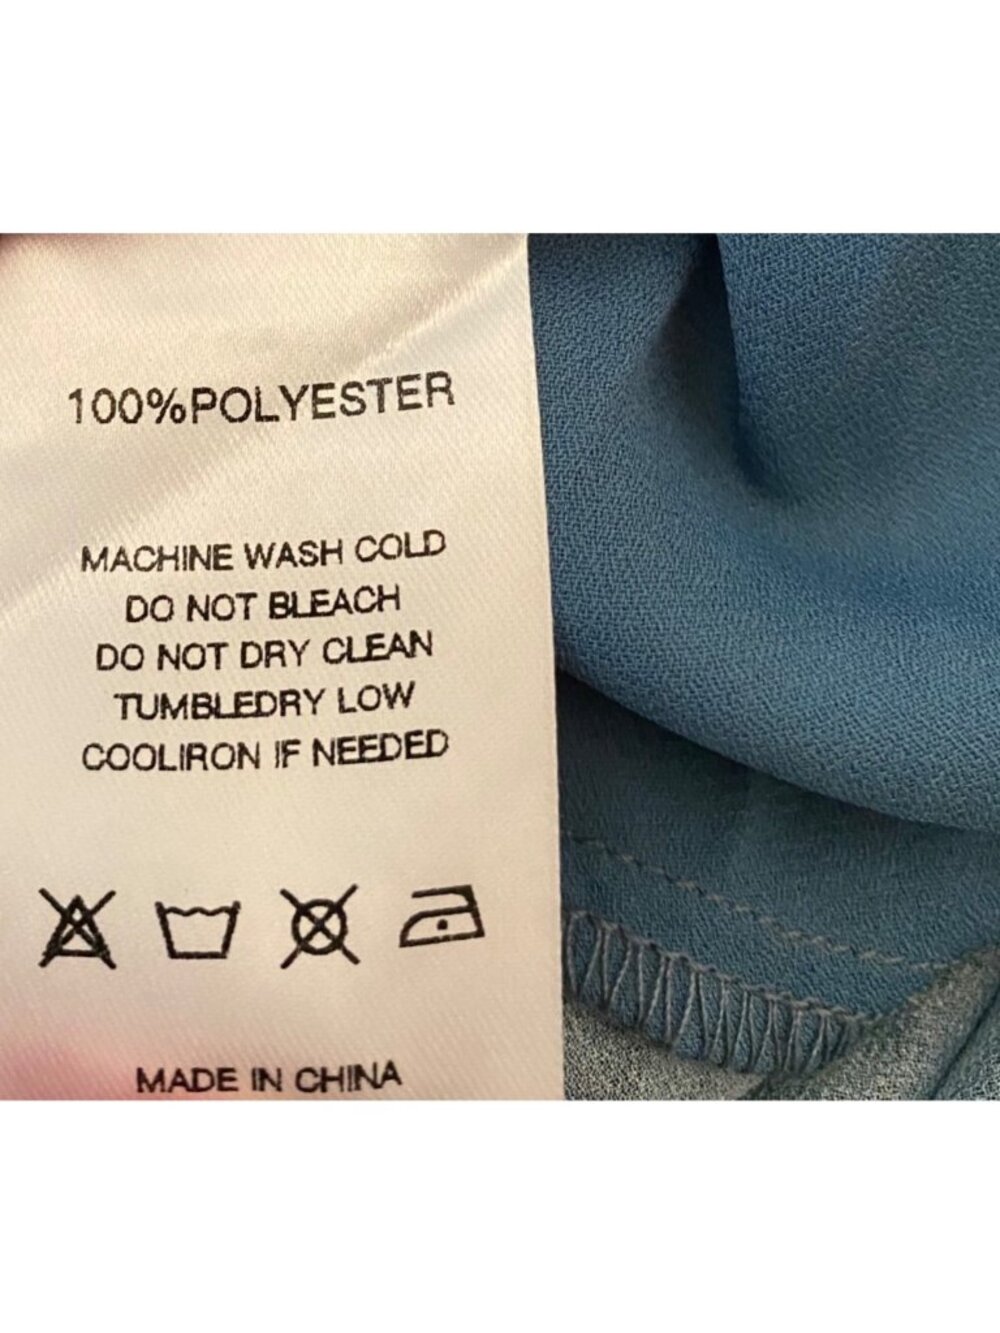 100%POLYESTER
MACHINE WASH COLD
DO NOT BLEACH
DO NOT DRY CLEAN
TUMBLEDRY LOW
COOLIRON IF NEEDED
MADE IN CHINA